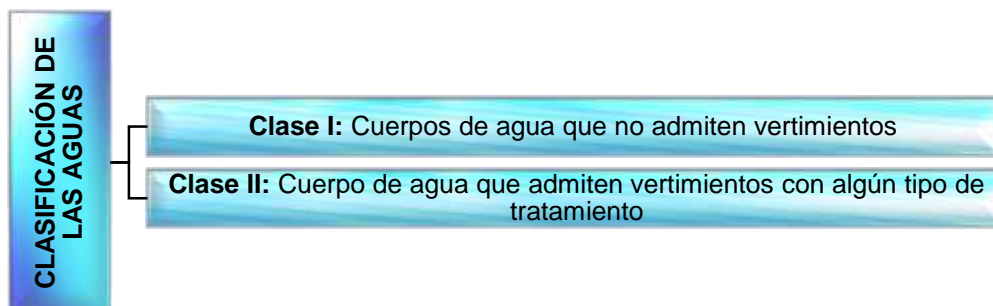 CLASIFICACIÓN DE
LAS AGUAS
Clase I: Cuerpos de agua que no admiten vertimientos
Clase II: Cuerpo de agua que admiten vertimientos con algún tipo de
tratamiento